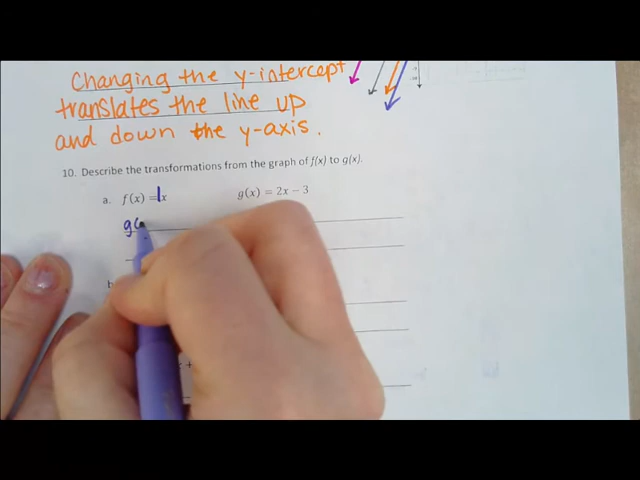 Changing the y-intercept
translates the line up
and down the y-axis.
10. Describe the transformations from the graph of f(x) to g(x).
a. f(x) = 1x g(x) = 2x − 3
g(
b